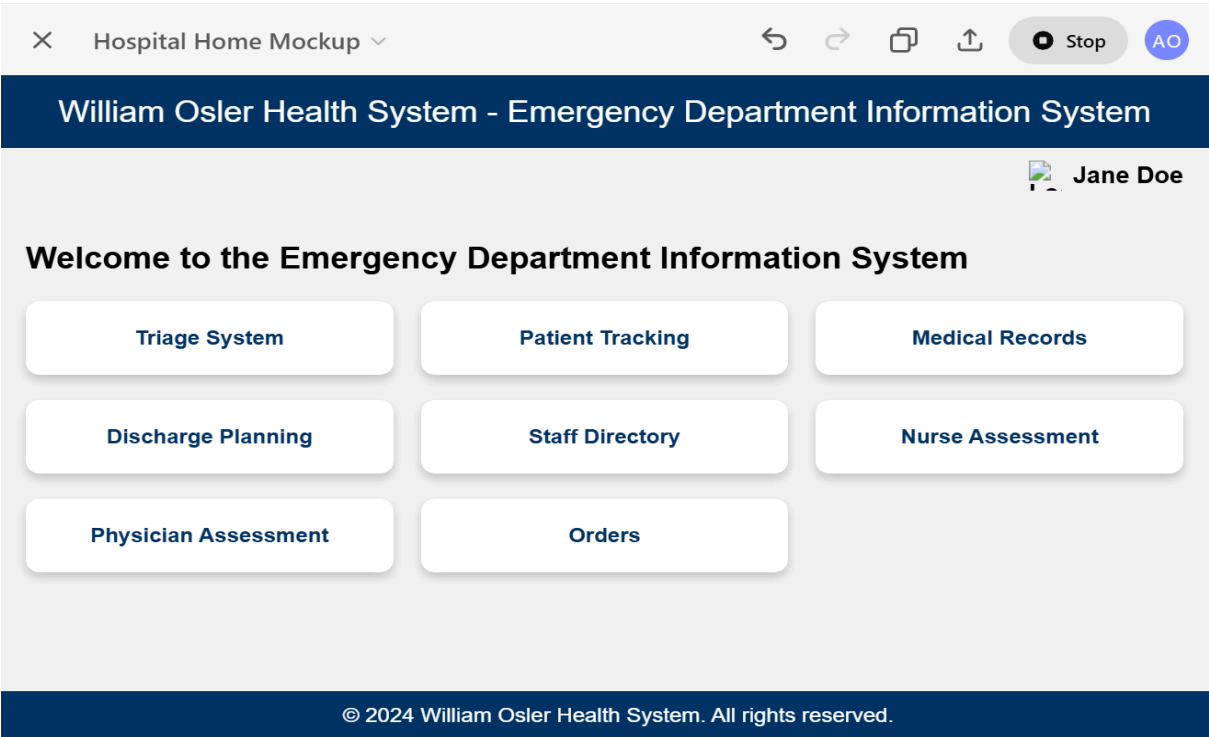 Hospital Home Mockup
Stop
AO
William Osler Health System - Emergency Department Information System
Jane Doe
Welcome to the Emergency Department Information System
Triage System
Patient Tracking
Medical Records
Discharge Planning
Staff Directory
Nurse Assessment
Physician Assessment
Orders
© 2024 William Osler Health System. All rights reserved.